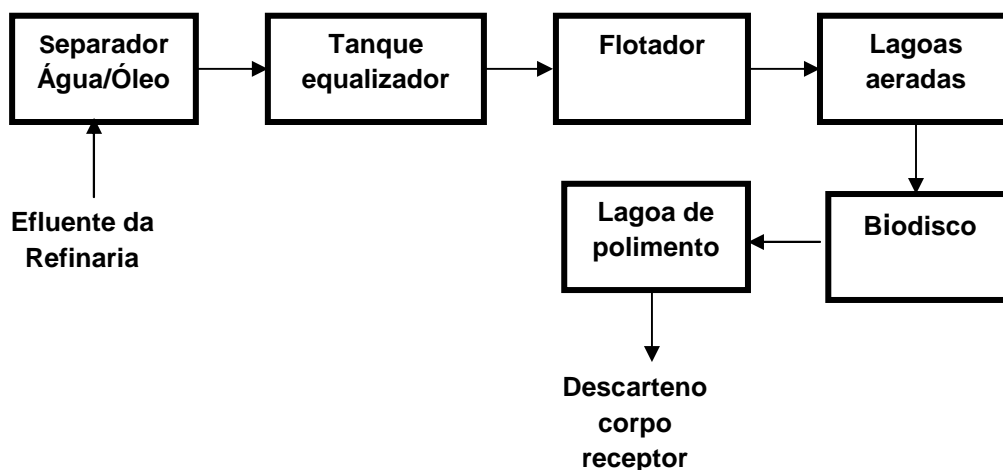 Separador
Água/Óleo
Tanque
equalizador
Flotador
Lagoas
aeradas
Efluente da
Refinaria
Lagoa de
polimento
Biodisco
Descarteno
corpo
receptor